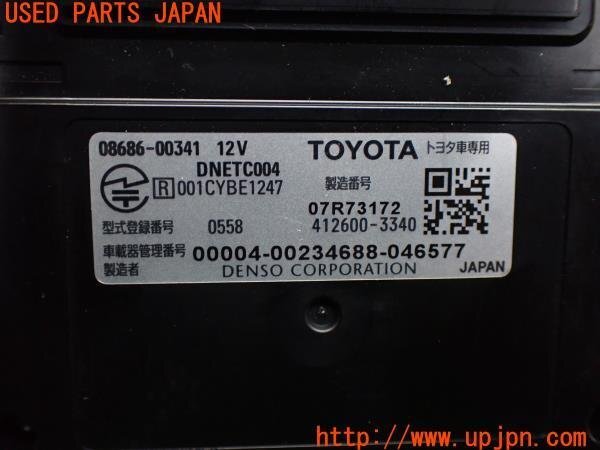 USED PARTS JAPAN
08686-00341 12V
TOYOTA トヨタ車専用
DNETC004
R 001CYBE1247
製造番号
07R73172
型式登録番号 0558
412600-3340
車載器管理番号 00004-00234688-046577
製造者 DENSO CORPORATION JAPAN
www.upjpn.com